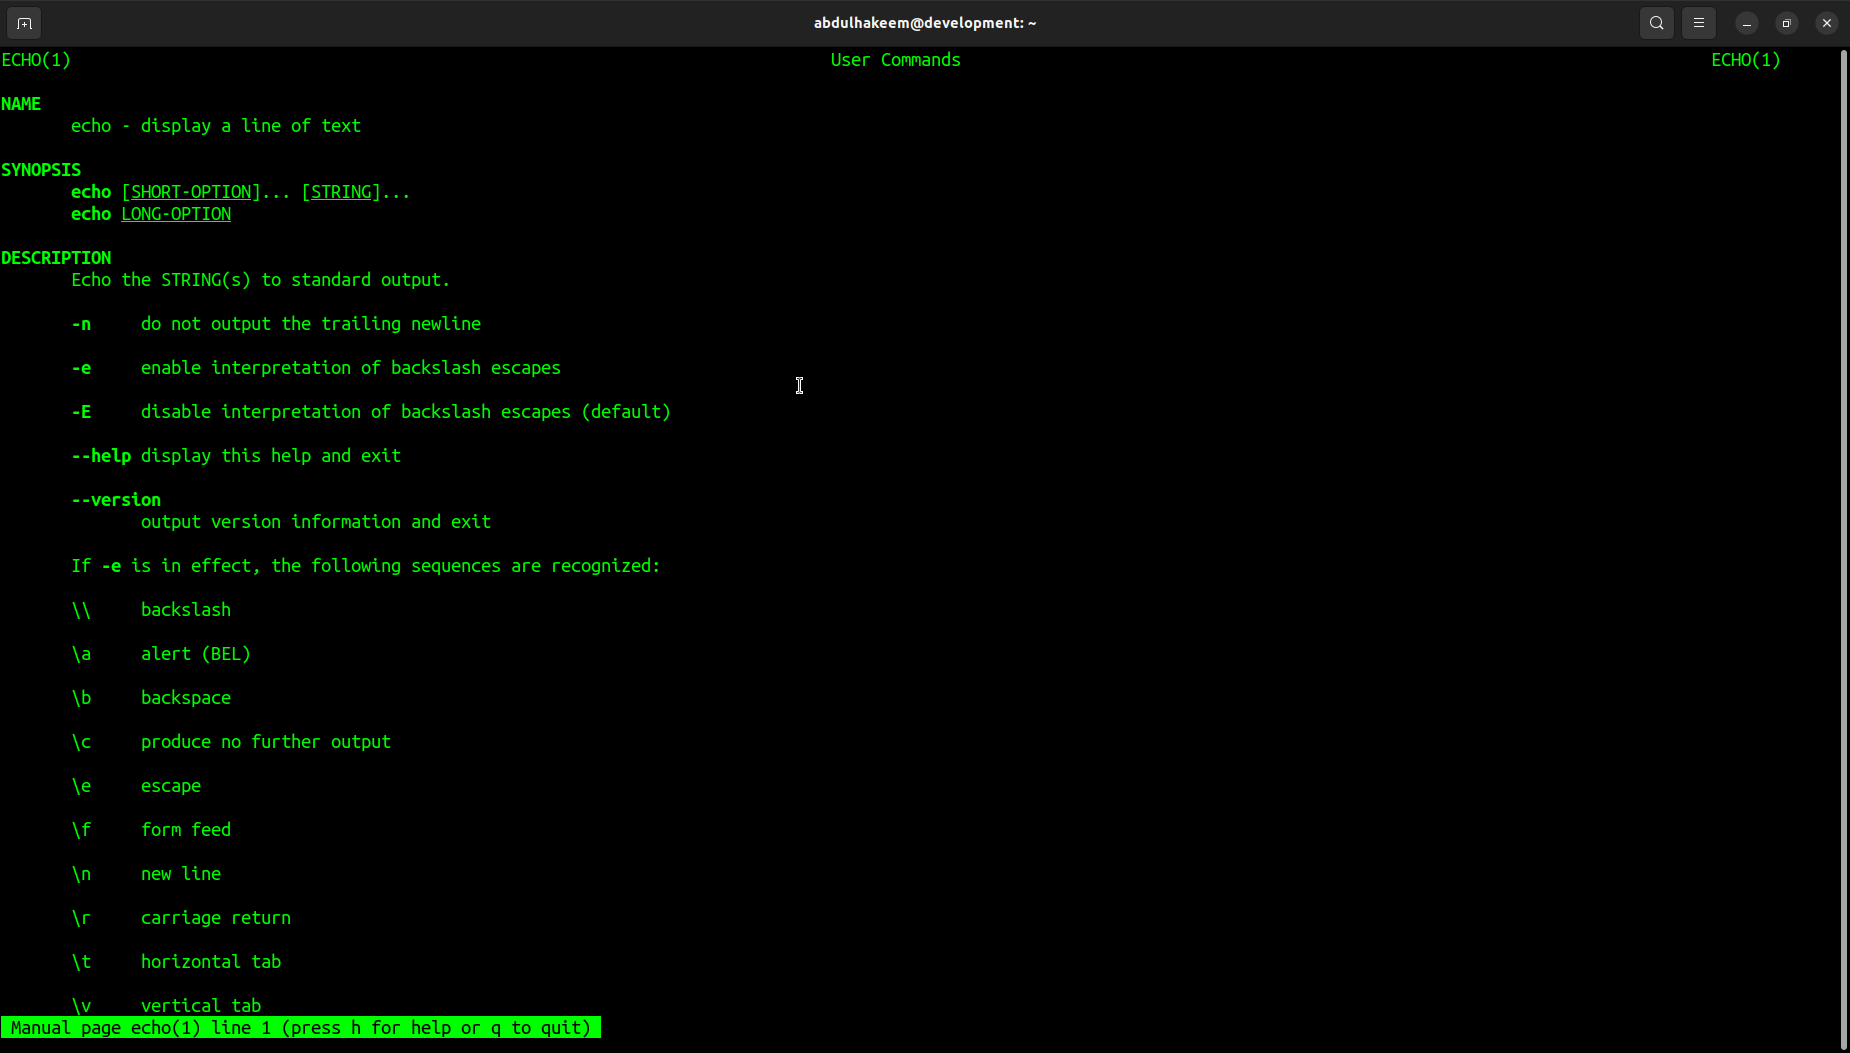 abdulhakeem@development: ~
ECHO(1) User Commands ECHO(1)
NAME
echo - display a line of text
SYNOPSIS
echo [SHORT-OPTION]... [STRING]...
echo LONG-OPTION
DESCRIPTION
Echo the STRING(s) to standard output.
-n do not output the trailing newline
-e enable interpretation of backslash escapes
-E disable interpretation of backslash escapes (default)
--help display this help and exit
--version
output version information and exit
If -e is in effect, the following sequences are recognized:
\\ backslash
\a alert (BEL)
\b backspace
\c produce no further output
\e escape
\f form feed
\n new line
\r carriage return
\t horizontal tab
\v vertical tab
Manual page echo(1) line 1 (press h for help or q to quit)